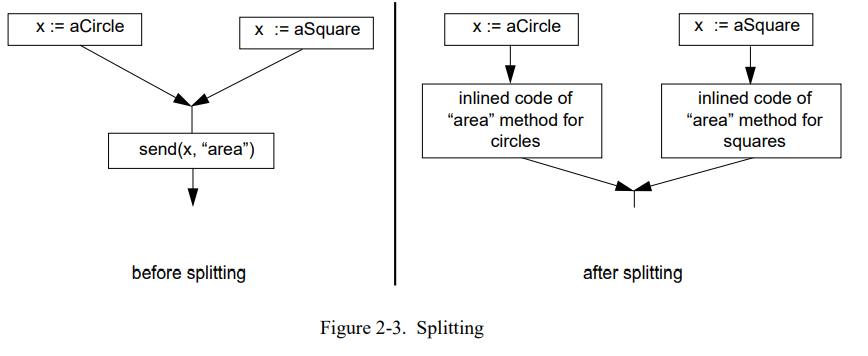 x := aCircle
x := aSquare
send(x, “area”)
before splitting
x := aCircle
x := aSquare
inlined code of
“area” method for
circles
inlined code of
“area” method for
squares
after splitting
Figure 2-3. Splitting